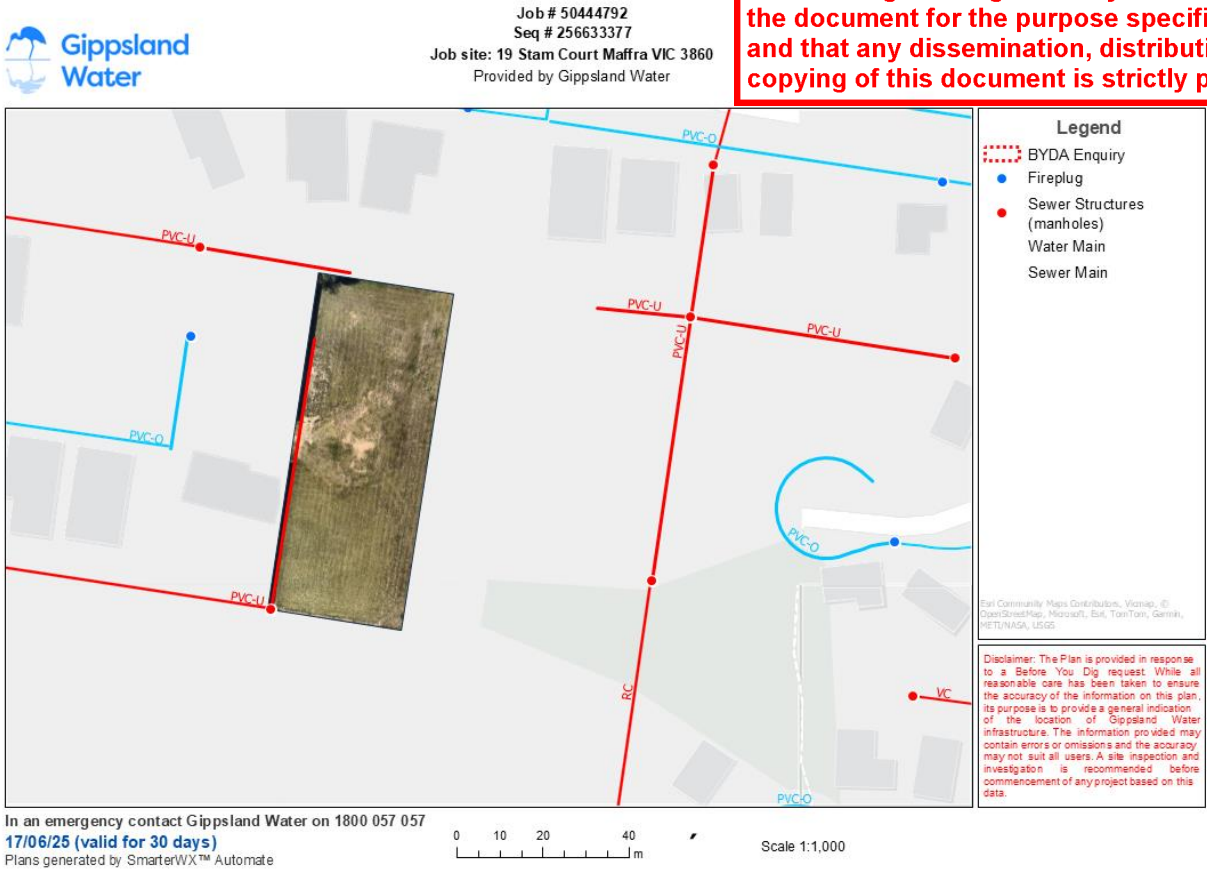 Gippsland
Water
Job # 50444792
Seq # 256633377
Job site: 19 Stam Court Maffra VIC 3860
Provided by Gippsland Water
the document for the purpose specifi
and that any dissemination, distributi
copying of this document is strictly p
PVC-O
PVC-U
PVC-U
PVC-U
PVC-U
PVC-O
PVC-O
PVC-U
RC
VC
PVC-O
Legend
BYDA Enquiry
Fireplug
Sewer Structures
(manholes)
Water Main
Sewer Main
Esri Community Maps Contributors, Vicmap, ©
OpenStreetMap, Microsoft, Esri, TomTom, Garmin,
METI/NASA, USGS
Disclaimer: The Plan is provided in response
to a Before You Dig request. While all
reasonable care has been taken to ensure
the accuracy of the information on this plan,
its purpose is to provide a general indication
of the location of Gippsland Water
infrastructure. The information provided may
contain errors or omissions and the accuracy
may not suit all users. A site inspection and
investigation is recommended before
commencement of any project based on this
data.
In an emergency contact Gippsland Water on 1800 057 057
17/06/25 (valid for 30 days)
Plans generated by SmarterWX™ Automate
0 10 20 40
m
Scale 1:1,000